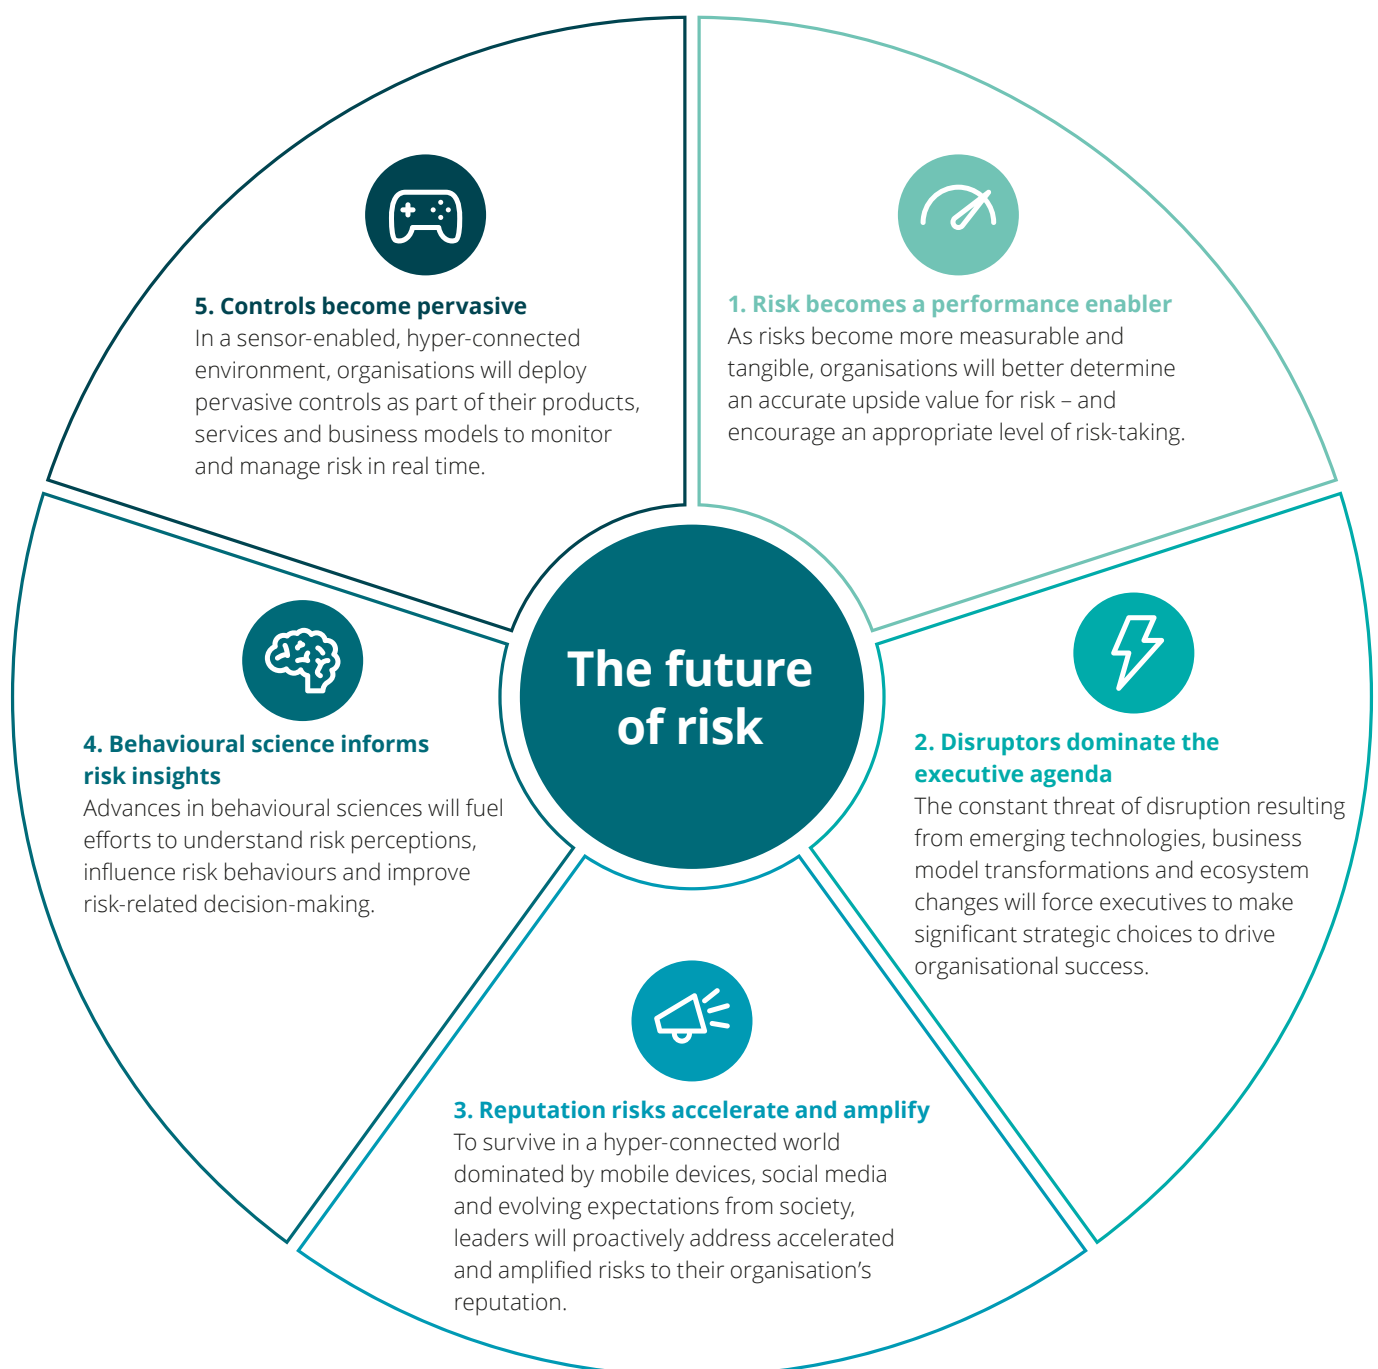 The future
of risk
1. Risk becomes a performance enabler
As risks become more measurable and
tangible, organisations will better determine
an accurate upside value for risk – and
encourage an appropriate level of risk-taking.
2. Disruptors dominate the
executive agenda
The constant threat of disruption resulting
from emerging technologies, business
model transformations and ecosystem
changes will force executives to make
significant strategic choices to drive
organisational success.
3. Reputation risks accelerate and amplify
To survive in a hyper-connected world
dominated by mobile devices, social media
and evolving expectations from society,
leaders will proactively address accelerated
and amplified risks to their organisation’s
reputation.
4. Behavioural science informs
risk insights
Advances in behavioural sciences will fuel
efforts to understand risk perceptions,
influence risk behaviours and improve
risk-related decision-making.
5. Controls become pervasive
In a sensor-enabled, hyper-connected
environment, organisations will deploy
pervasive controls as part of their products,
services and business models to monitor
and manage risk in real time.